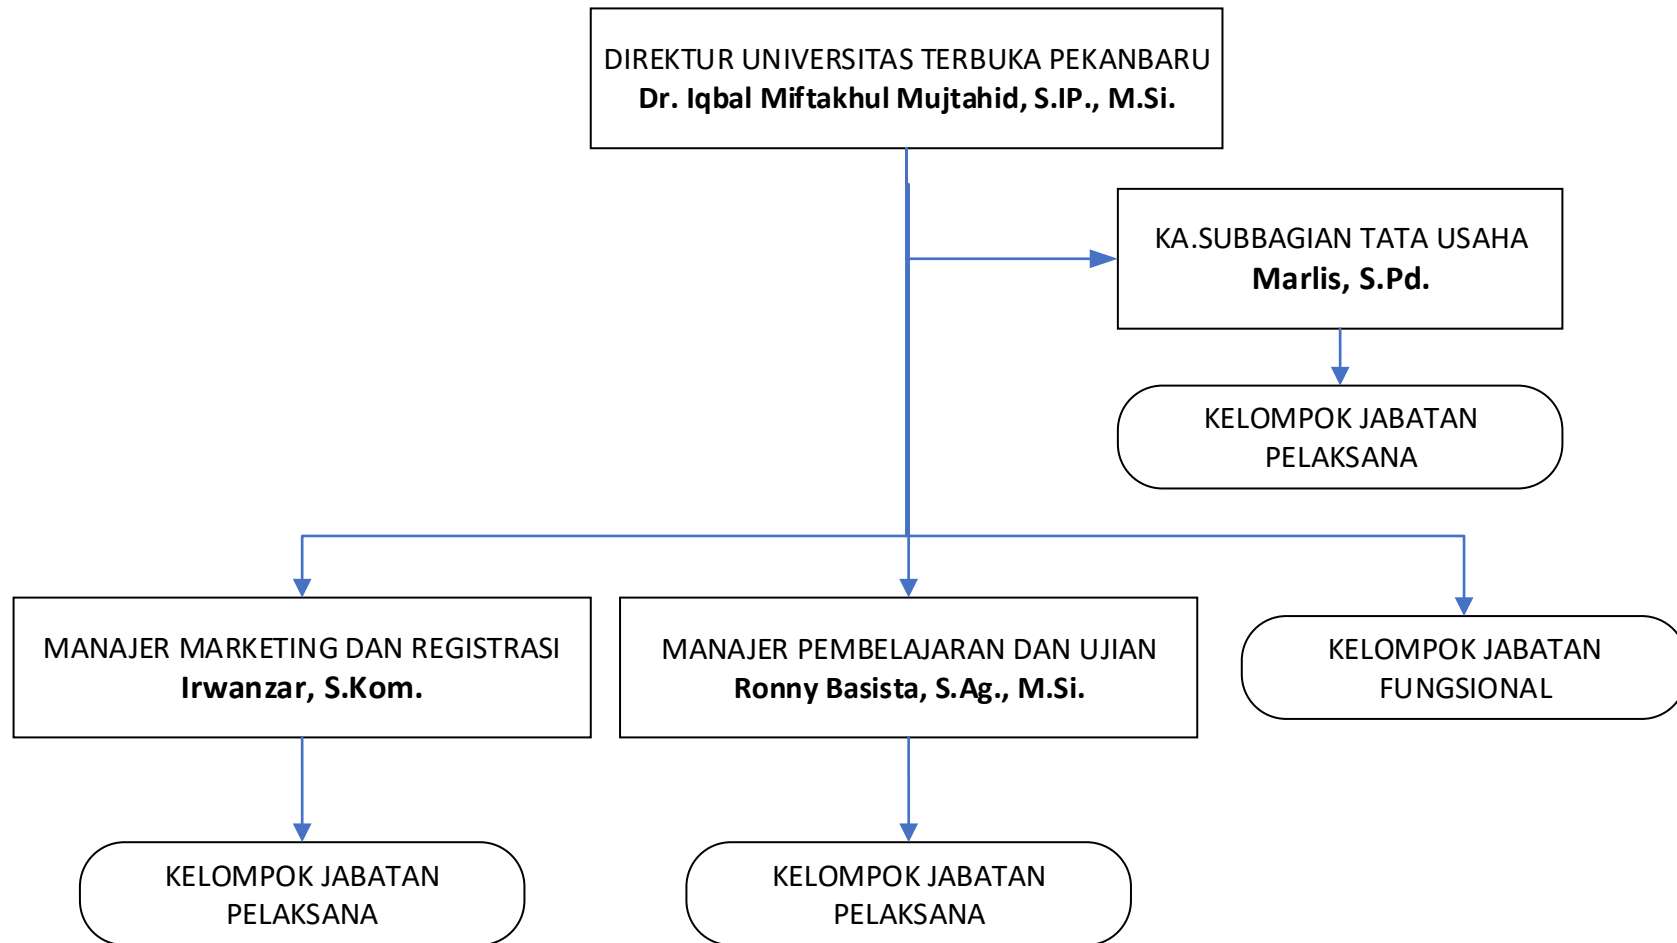 DIREKTUR UNIVERSITAS TERBUKA PEKANBARU
Dr. Iqbal Miftakhul Mujtahid, S.IP., M.Si.
KA.SUBBAGIAN TATA USAHA
Marlis, S.Pd.
KELOMPOK JABATAN
PELAKSANA
MANAJER MARKETING DAN REGISTRASI
Irwanzar, S.Kom.
MANAJER PEMBELAJARAN DAN UJIAN
Ronny Basista, S.Ag., M.Si.
KELOMPOK JABATAN
FUNGSIONAL
KELOMPOK JABATAN
PELAKSANA
KELOMPOK JABATAN
PELAKSANA